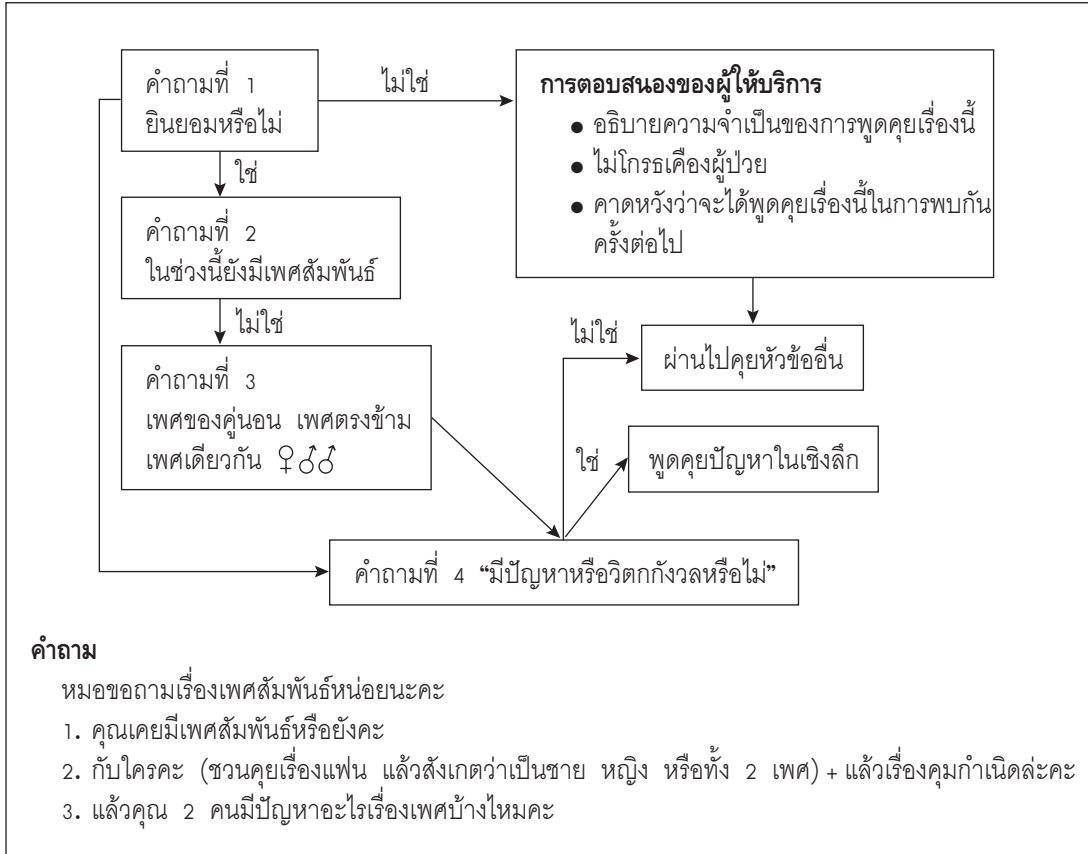 คำถามที่ 1
ยินยอมหรือไม่
ไม่ใช่
การตอบสนองของผู้ให้บริการ
● อธิบายความจำเป็นของการพูดคุยเรื่องนี้
● ไม่โกรธเคืองผู้ป่วย
● คาดหวังว่าจะได้พูดคุยเรื่องนี้ในการพบกัน
ครั้งต่อไป
ใช่
คำถามที่ 2
ในช่วงนี้ยังมีเพศสัมพันธ์
ไม่ใช่
คำถามที่ 3
เพศของคู่นอน เพศตรงข้าม
เพศเดียวกัน ♀♂♂
ไม่ใช่
ผ่านไปคุยหัวข้ออื่น
ใช่
พูดคุยปัญหาในเชิงลึก
คำถามที่ 4 “มีปัญหาหรือวิตกกังวลหรือไม่”
คำถาม
หมอขอถามเรื่องเพศสัมพันธ์หน่อยนะคะ
1. คุณเคยมีเพศสัมพันธ์หรือยังคะ
2. กับใครคะ (ชวนคุยเรื่องแฟน แล้วสังเกตว่าเป็นชาย หญิง หรือทั้ง 2 เพศ) + แล้วเรื่องคุมกำเนิดล่ะคะ
3. แล้วคุณ 2 คนมีปัญหาอะไรเรื่องเพศบ้างไหมคะ